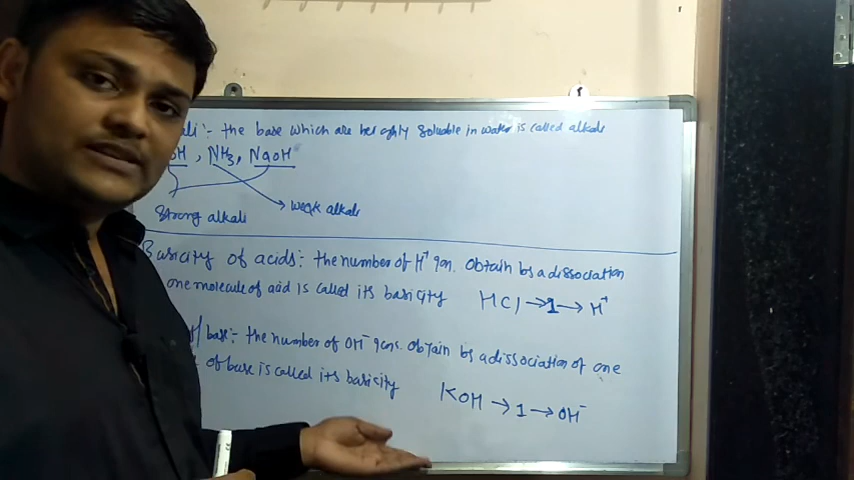 ali :- the base which are highly soluable in water is called alkali
OH , NH3, NaOH
Strong alkali weak alkali
Basicity of acids :- the number of H+ ion. Obtain by a dissociation
one molecule of acid is called its basicity HCl → 1 → H+
of base :- the number of OH- ions. obtain by a dissociation of one
of base is called its basicity KOH → 1 → OH-